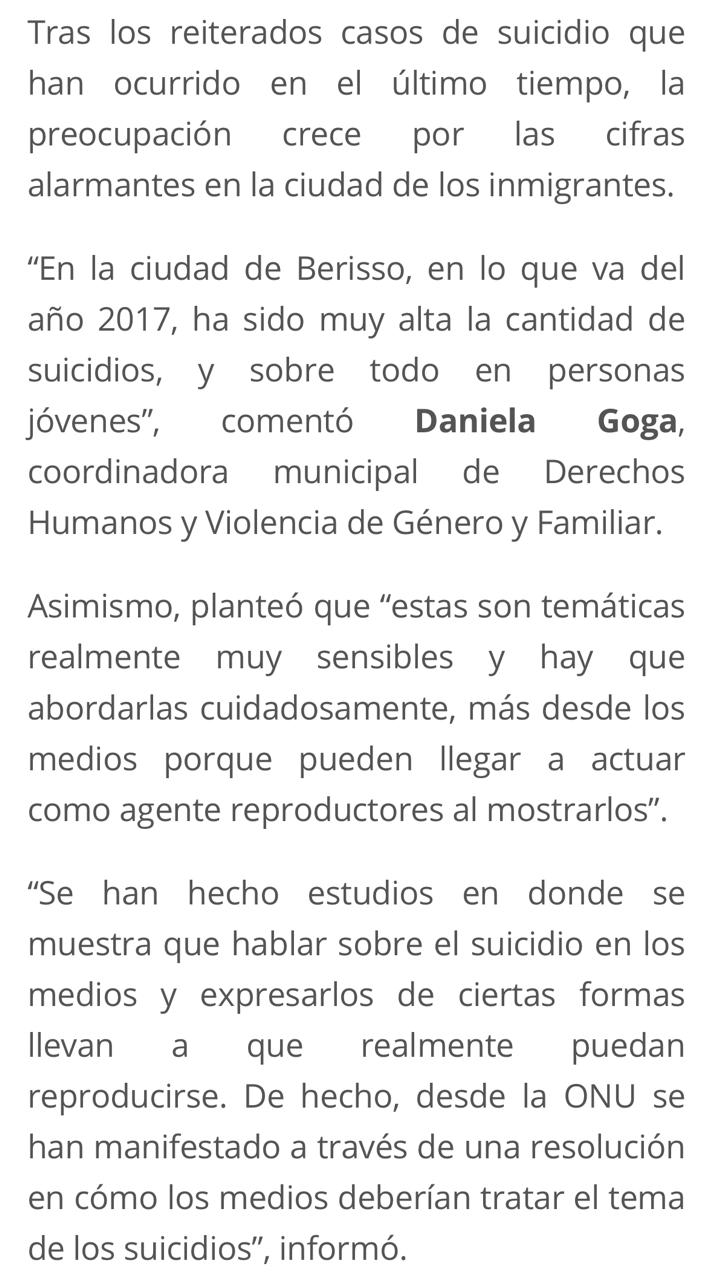 Tras los reiterados casos de suicidio que
han ocurrido en el último tiempo, la
preocupación crece por las cifras
alarmantes en la ciudad de los inmigrantes.
“En la ciudad de Berisso, en lo que va del
año 2017, ha sido muy alta la cantidad de
suicidios, y sobre todo en personas
jóvenes”, comentó Daniela Goga,
coordinadora municipal de Derechos
Humanos y Violencia de Género y Familiar.
Asimismo, planteó que “estas son temáticas
realmente muy sensibles y hay que
abordarlas cuidadosamente, más desde los
medios porque pueden llegar a actuar
como agente reproductores al mostrarlos”.
“Se han hecho estudios en donde se
muestra que hablar sobre el suicidio en los
medios y expresarlos de ciertas formas
llevan a que realmente puedan
reproducirse. De hecho, desde la ONU se
han manifestado a través de una resolución
en cómo los medios deberían tratar el tema
de los suicidios”, informó.